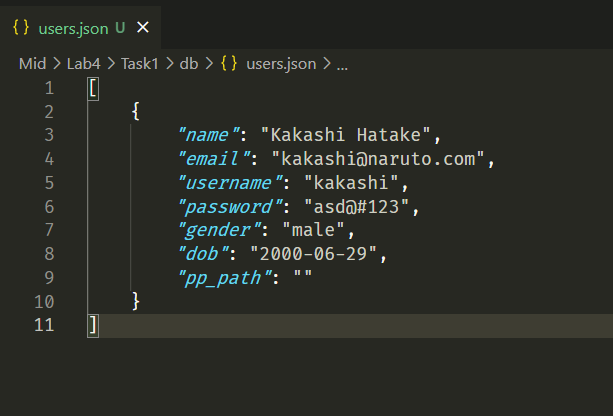 { } users.json U ×
Mid > Lab4 > Task1 > db > { } users.json > ...
1 [
2 {
3 "name": "Kakashi Hatake",
4 "email": "kakashi@naruto.com",
5 "username": "kakashi",
6 "password": "asd@#123",
7 "gender": "male",
8 "dob": "2000-06-29",
9 "pp_path": ""
10 }
11 ]